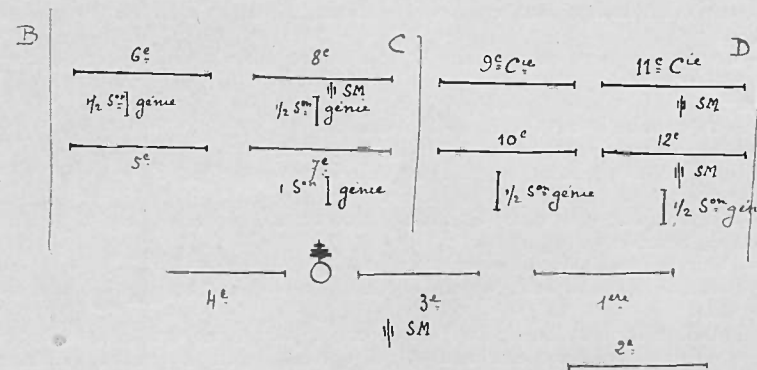 B C D
6e 8e 9e Cie 11e Cie
SM
1/2 Son génie 1/2 Son génie SM
5e 7e 10e 12e
SM
1 Son génie 1/2 Son génie 1/2 Son gén
4e 3e 1ère
SM
2e